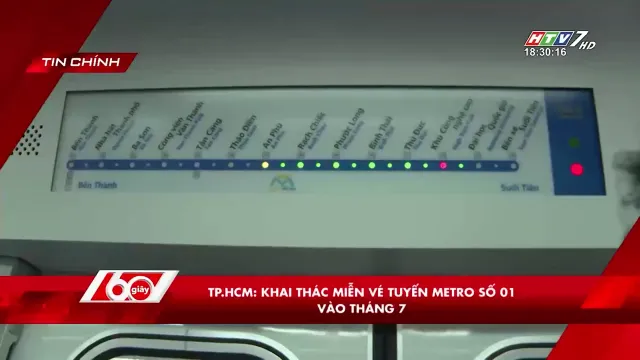 TIN CHÍNH
HTV7 HD
18:30:16
Bến Thành
Nhà hát Thành phố
Ba Son
Công viên Văn Thánh
Tân Cảng
Thảo Điền
An Phú
Rạch Chiếc
Phước Long
Bình Thái
Thủ Đức
Khu Công nghệ cao
Đại học Quốc gia
Bến xe Suối Tiên
Bến Thành
Suối Tiên
60 giây
TP.HCM: KHAI THÁC MIỄN VÉ TUYẾN METRO SỐ 01
VÀO THÁNG 7